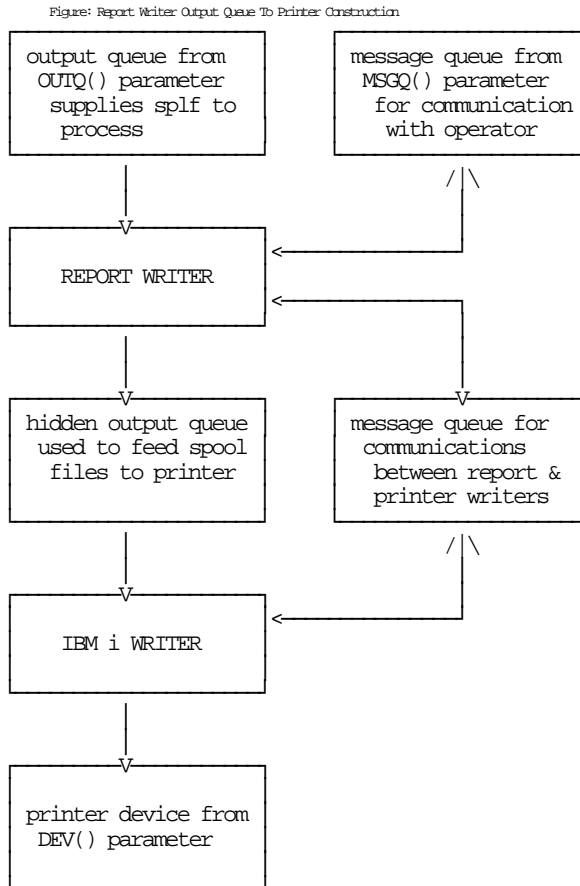 Figure: Report Writer Output Queue To Printer Construction
output queue from
OUTQ() parameter
supplies splf to
process
message queue from
MSGQ() parameter
for communication
with operator
REPORT WRITER
hidden output queue
used to feed spool
files to printer
message queue for
communications
between report &
printer writers
IBM i WRITER
printer device from
DEV() parameter